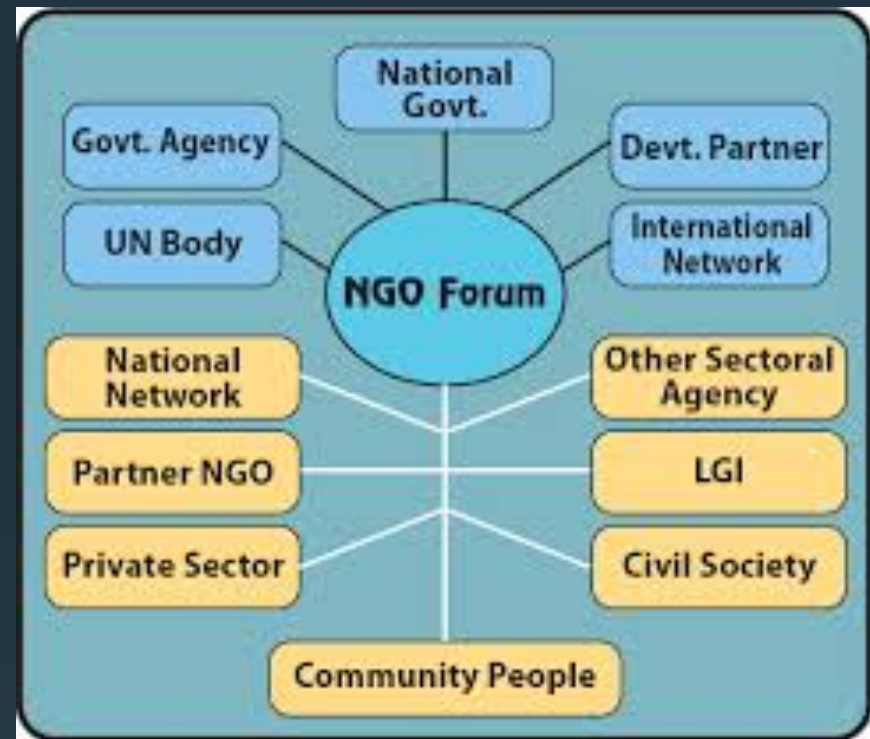 National
Govt.
Govt. Agency
Devt. Partner
UN Body
International
Network
NGO Forum
National
Network
Other Sectoral
Agency
Partner NGO
LGI
Private Sector
Civil Society
Community People